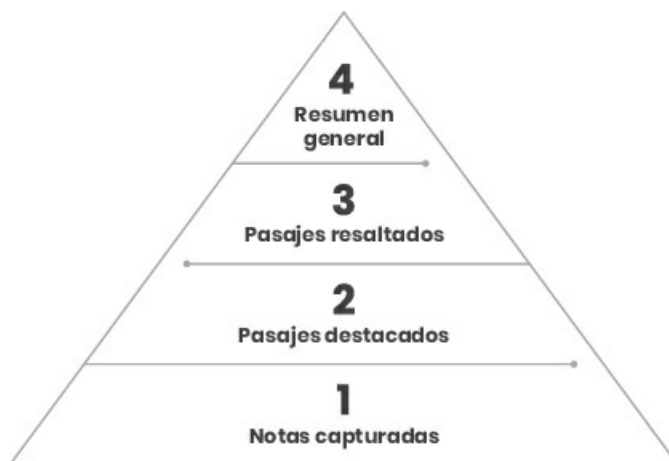 4
Resumen
general
3
Pasajes resaltados
2
Pasajes destacados
1
Notas capturadas